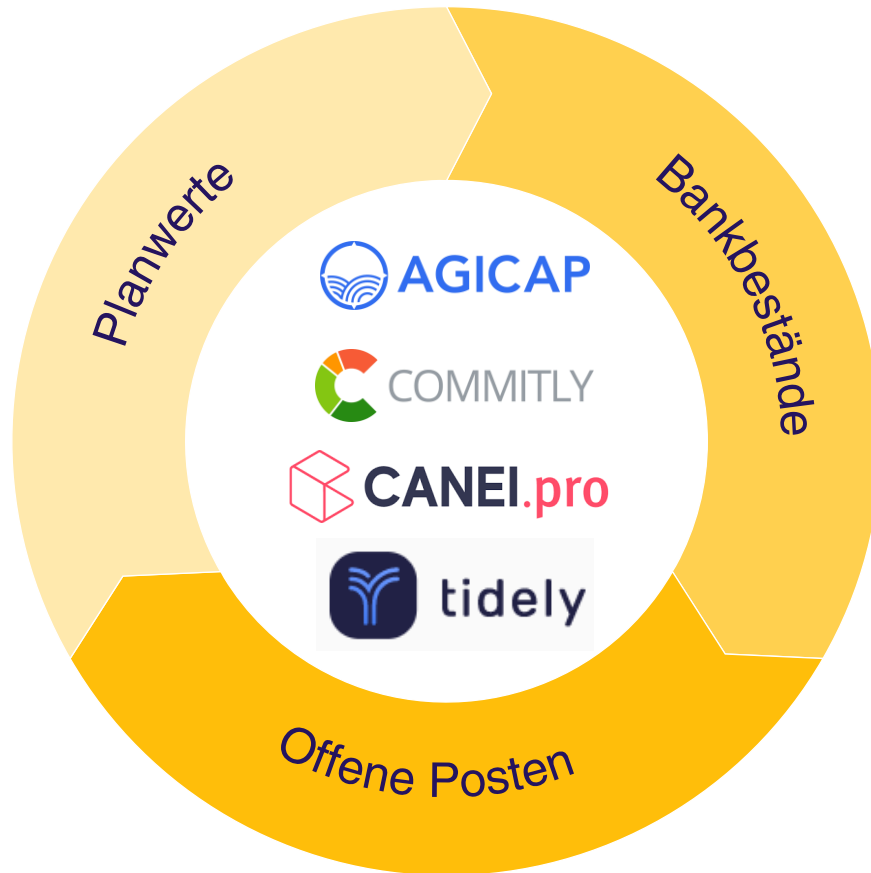 Planwerte
Bankbestände
AGICAP
COMMITLY
CANEI.pro
tidely
Offene Posten